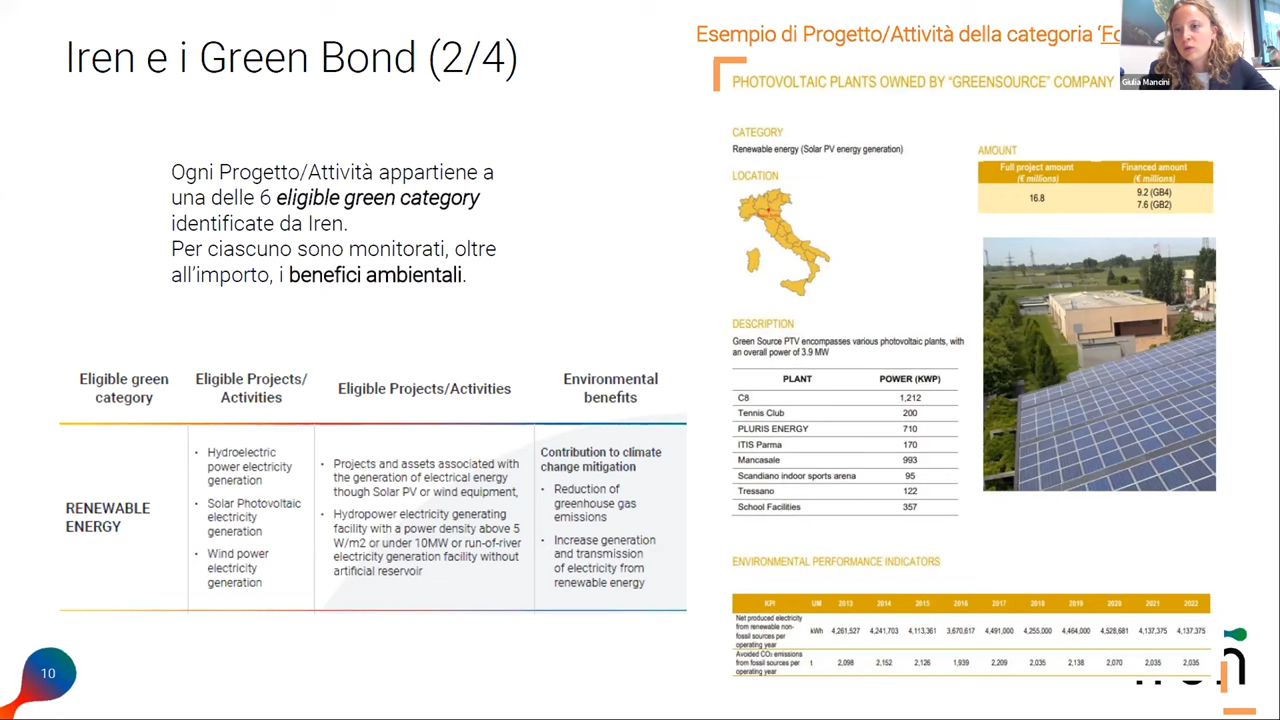 Iren e i Green Bond (2/4)
Ogni Progetto/Attività appartiene a
una delle 6 eligible green category
identificate da Iren.
Per ciascuno sono monitorati, oltre
all'importo, i benefici ambientali.
Eligible green
category
Eligible Projects/
Activities
Eligible Projects/Activities
Environmental
benefits
RENEWABLE
ENERGY
• Hydroelectric
power electricity
generation
• Solar Photovoltaic
electricity
generation
• Wind power
electricity
generation
• Projects and assets associated with
the generation of electrical energy
though Solar PV or wind equipment,
• Hydropower electricity generating
facility with a power density above 5
W/m2 or under 10MW or run-of-river
electricity generation facility without
artificial reservoir
Contribution to climate
change mitigation
• Reduction of
greenhouse gas
emissions
• Increase generation
and transmission
of electricity from
renewable energy
10
Esempio di Progetto/Attività della categoria 'Fo
Giulia Mancini
PHOTOVOLTAIC PLANTS OWNED BY "GREENSOURCE" COMPANY
CATEGORY
Renewable energy (Solar PV energy generation)
LOCATION
AMOUNT
Full project amount
(€ millions)
Financed amount
(€ millions)
16.8
9.2 (GB4)
7.6 (GB2)
DESCRIPTION
Green Source PTV encompasses various photovoltaic plants, with
an overall power of 3.9 MW
PLANT POWER (KWP)
C8 1,212
Tennis Club 200
PLURIS ENERGY 710
ITIS Parma 170
Mancasale 993
Scandiano indoor sports arena 95
Tressano 122
School Facilities 357
ENVIRONMENTAL PERFORMANCE INDICATORS
KPI UM 2013 2014 2015 2016 2017 2018 2019 2020 2021 2022
Net produced electricity
from renewable non-
fossil sources per
operating year
kWh 4,261,527 4,241,703 4,113,361 3,670,617 4,491,000 4,255,000 4,464,000 4,528,681 4,137,375 4,137,375
Avoided CO₂ emissions
from fossil sources per
operating year
t 2,098 2,152 2,126 1,939 2,209 2,035 2,138 2,070 2,035 2,035